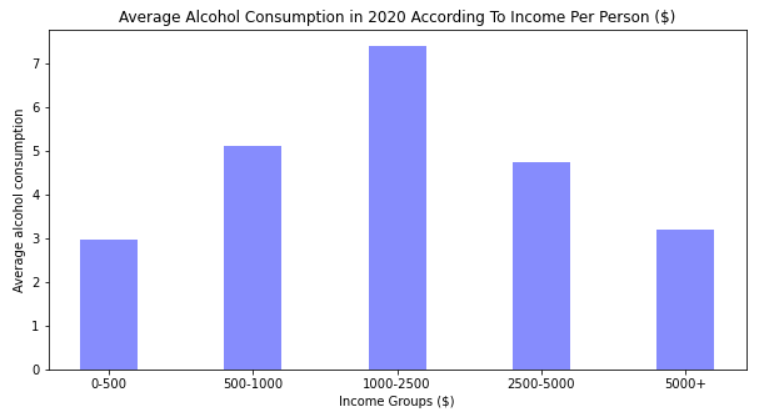 Average Alcohol Consumption in 2020 According To Income Per Person ($)
Average alcohol consumption
7
6
5
4
3
2
1
0
0-500 500-1000 1000-2500 2500-5000 5000+
Income Groups ($)